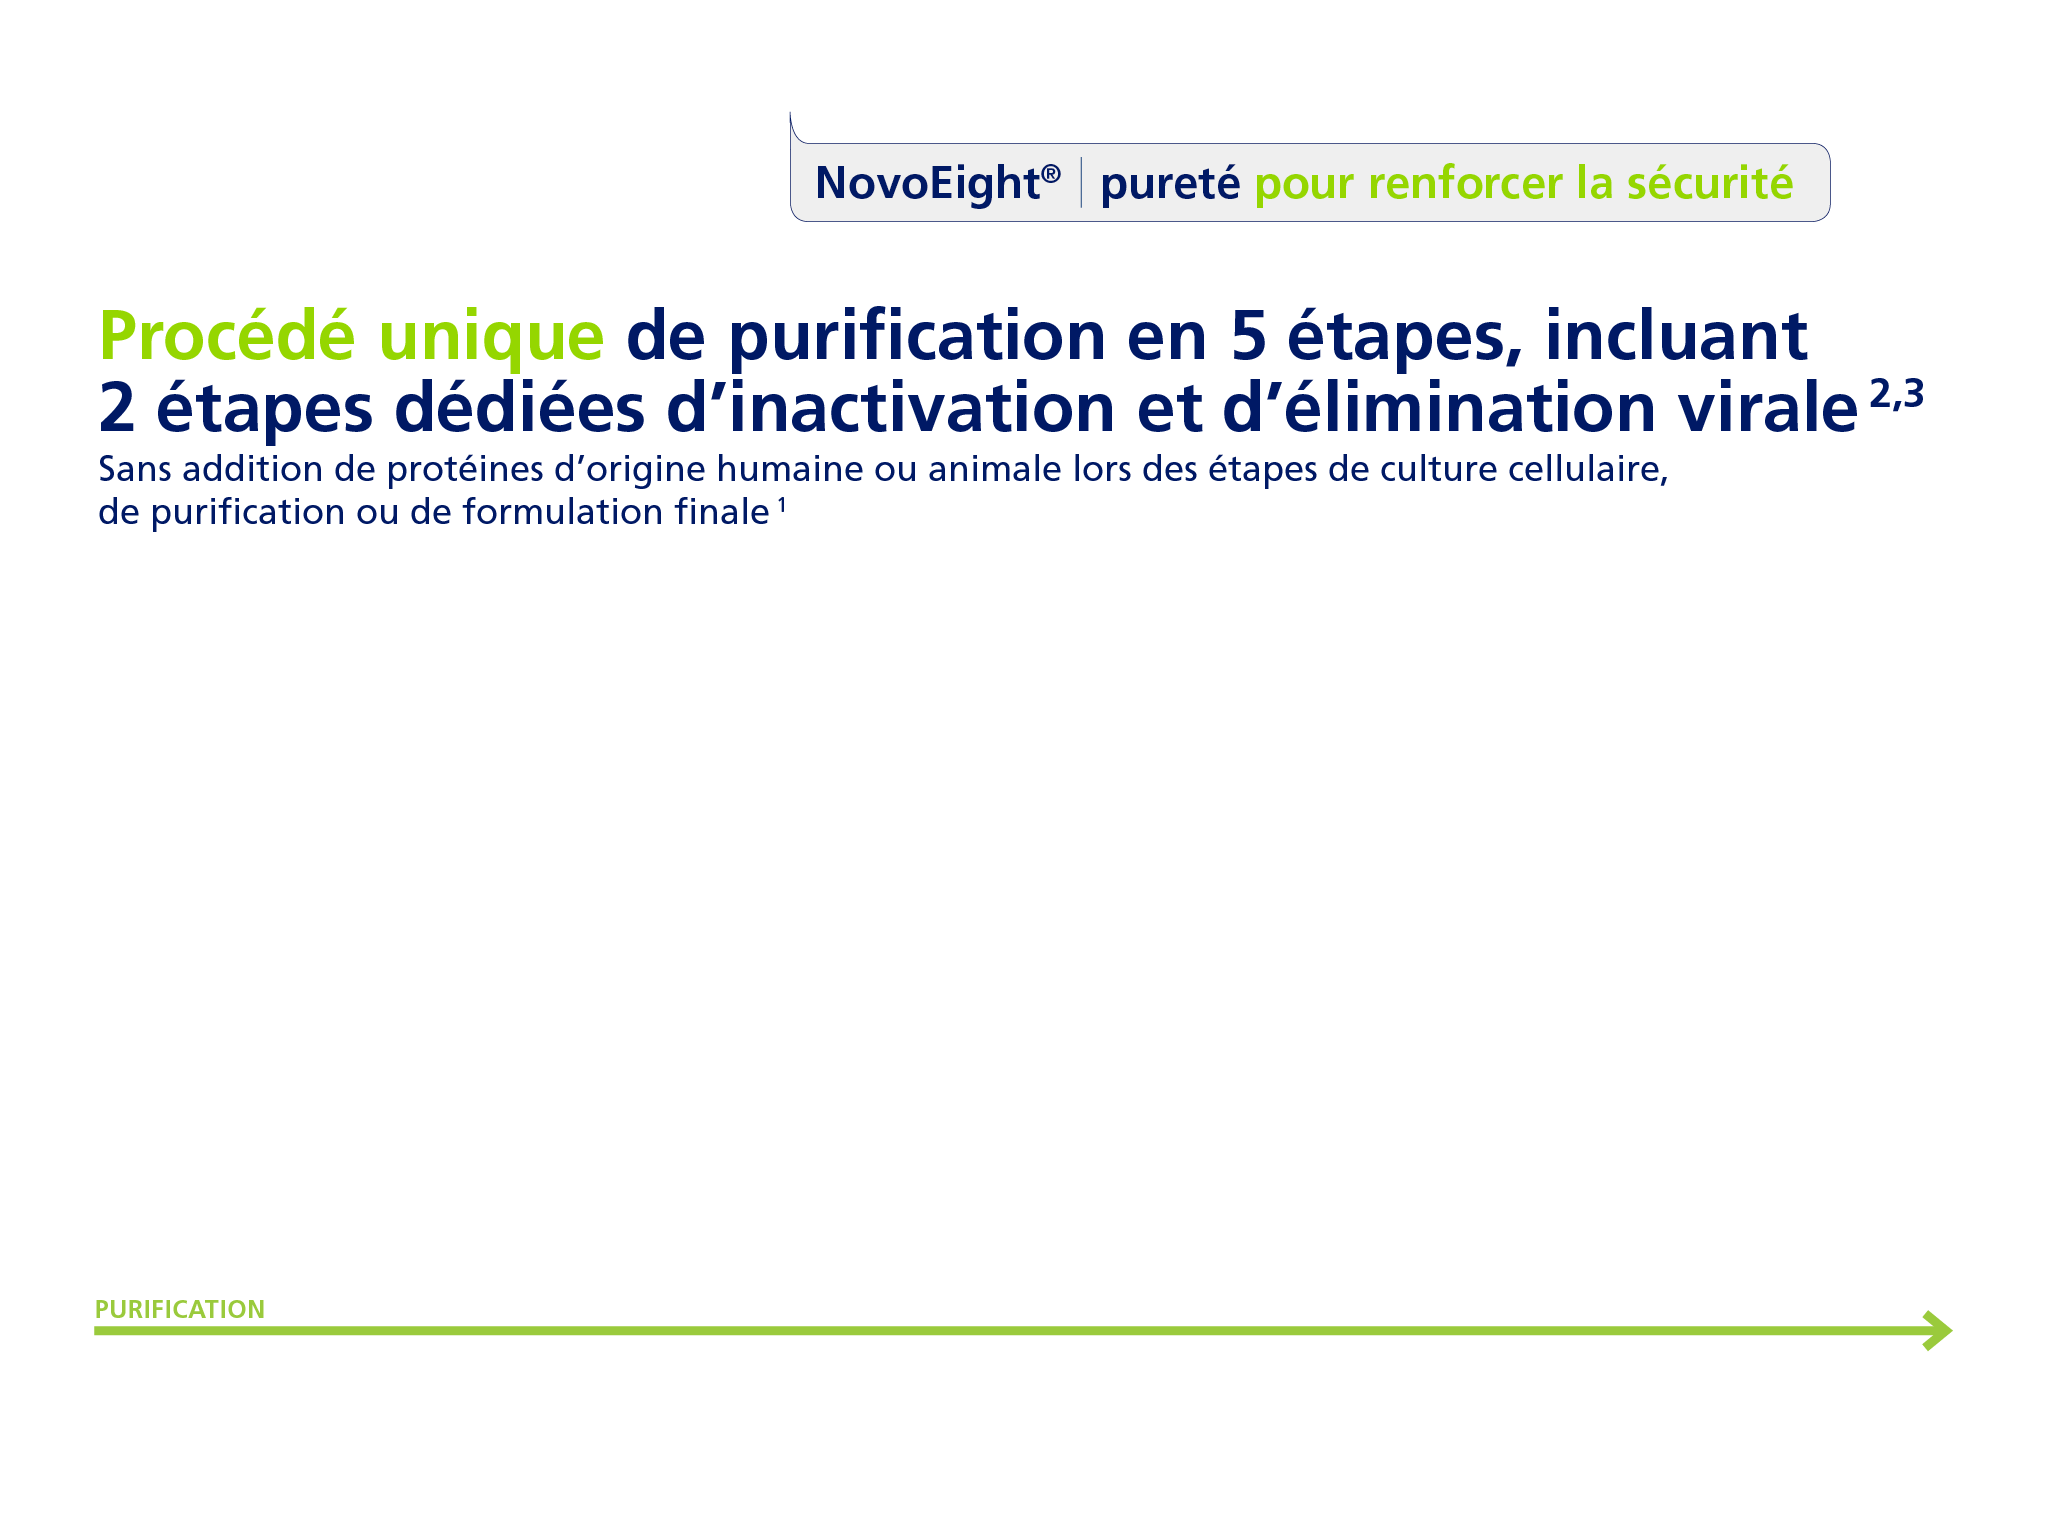 NovoEight® | pureté pour renforcer la sécurité
Procédé unique de purification en 5 étapes, incluant
2 étapes dédiées d’inactivation et d’élimination virale 2,3
Sans addition de protéines d’origine humaine ou animale lors des étapes de culture cellulaire,
de purification ou de formulation finale 1
PURIFICATION